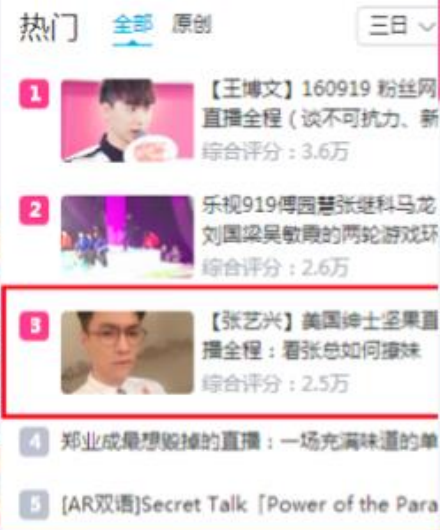 热门 全部 原创 三日
1 【王博文】160919 粉丝网
直播全程（谈不可抗力、新
综合评分：3.6万
2 乐视919傅园慧张继科马龙
刘国梁吴敏霞的两轮游戏环
综合评分：2.6万
3 【张艺兴】美国绅士坚果直
播全程：看张总如何撩妹
综合评分：2.5万
4 郑业成最想毁掉的直播：一场充满味道的单
5 [AR双语]Secret Talk「Power of the Para